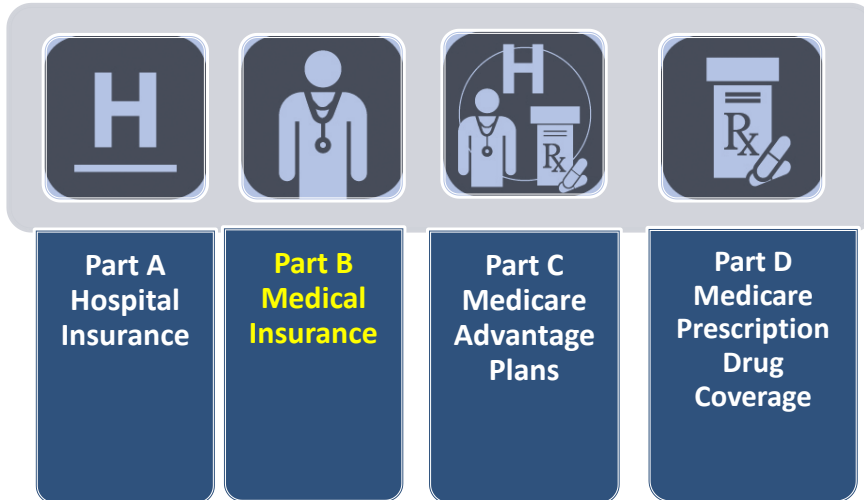 H
H
Rx
Rx
Part A
Hospital
Insurance
Part B
Medical
Insurance
Part C
Medicare
Advantage
Plans
Part D
Medicare
Prescription
Drug
Coverage